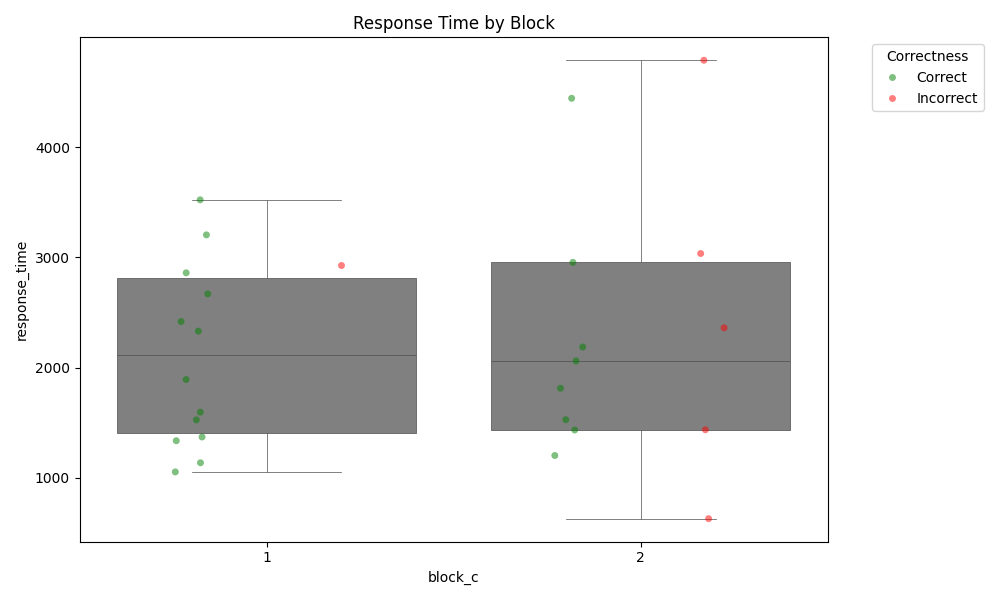 Response Time by Block
Correctness
Correct
Incorrect
response_time
4000
3000
2000
1000
1
2
block_c